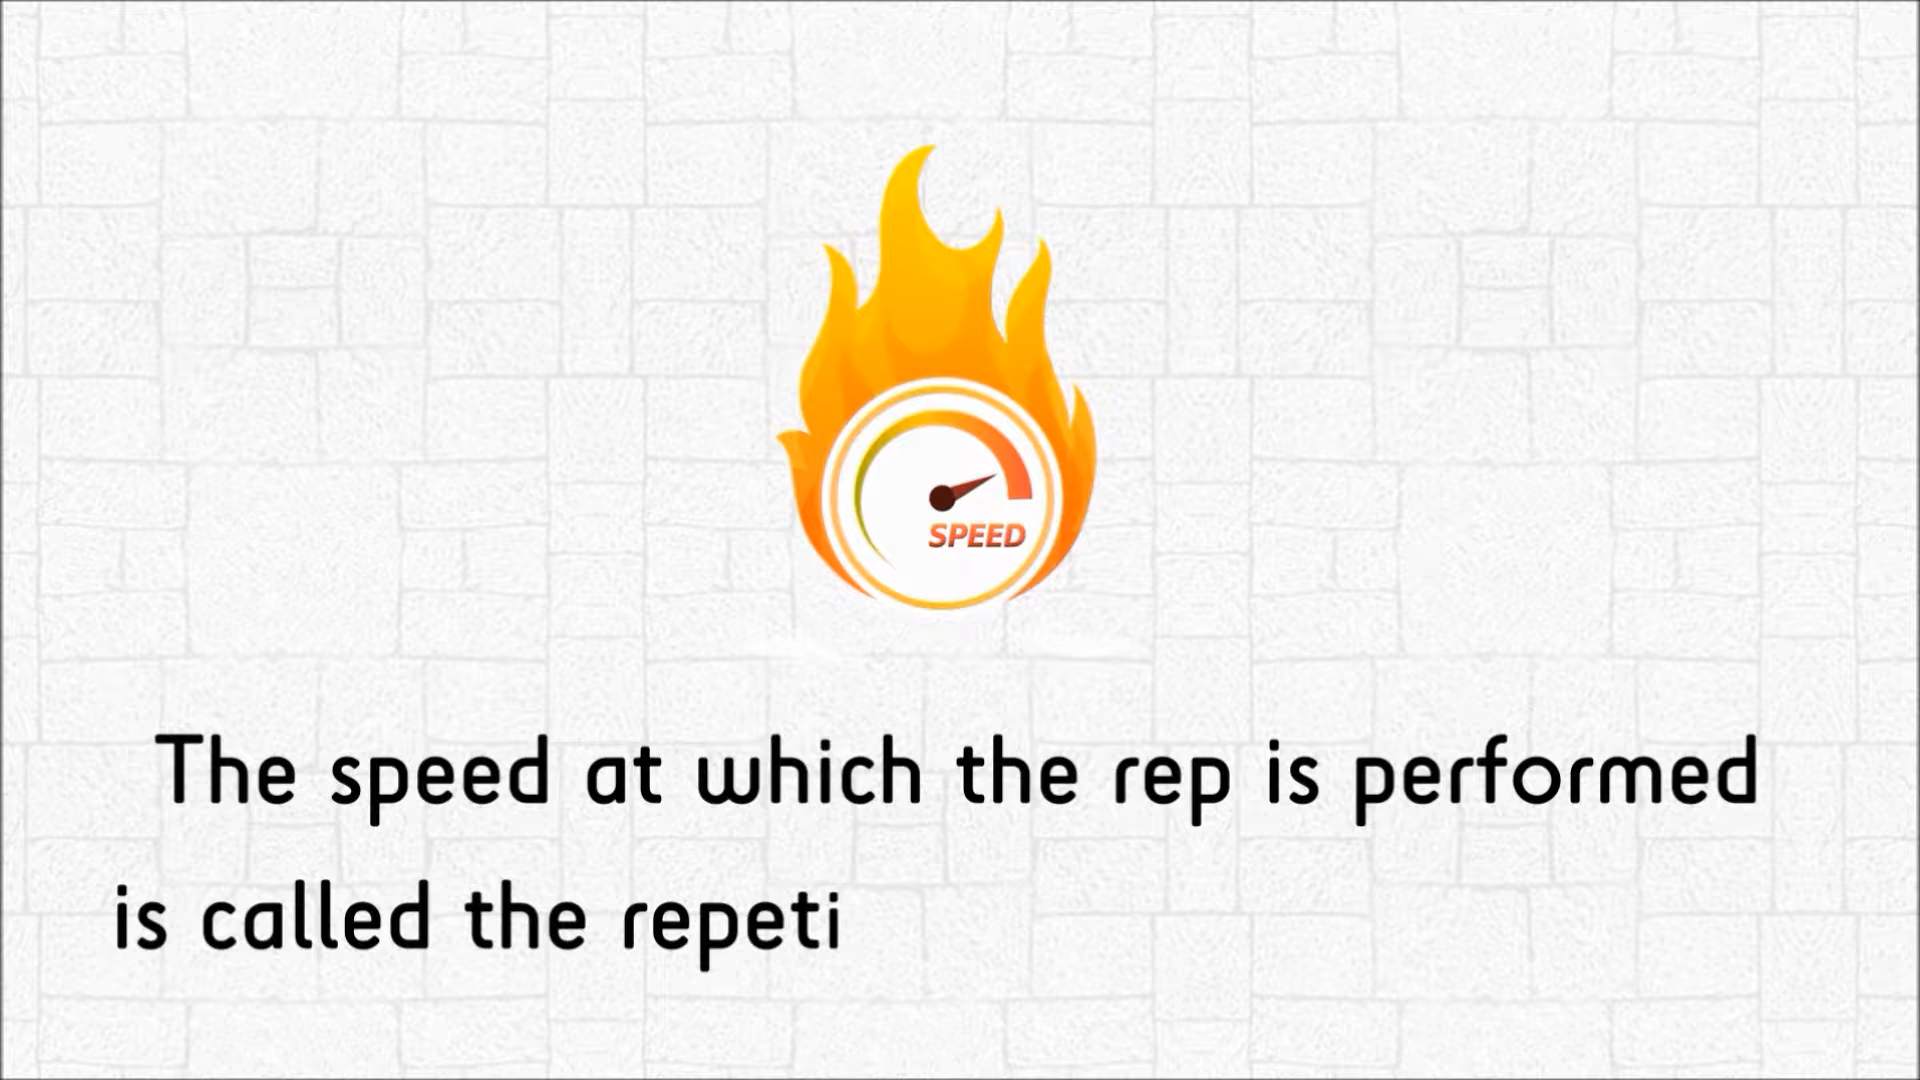 SPEED
The speed at which the rep is performed
is called the repeti